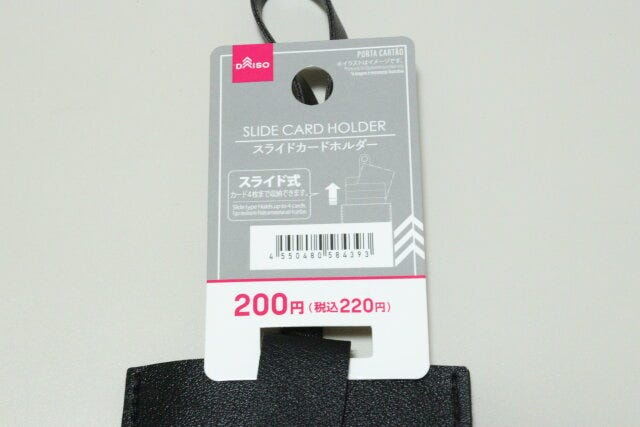 DAISO
PORTA CARTÃO
※イラストはイメージです。
SLIDE CARD HOLDER
スライドカードホルダー
スライド式
カード4枚まで収納できます。
Slide type Holds up to 4 cards.
4 550480 584393
200円(税込220円)